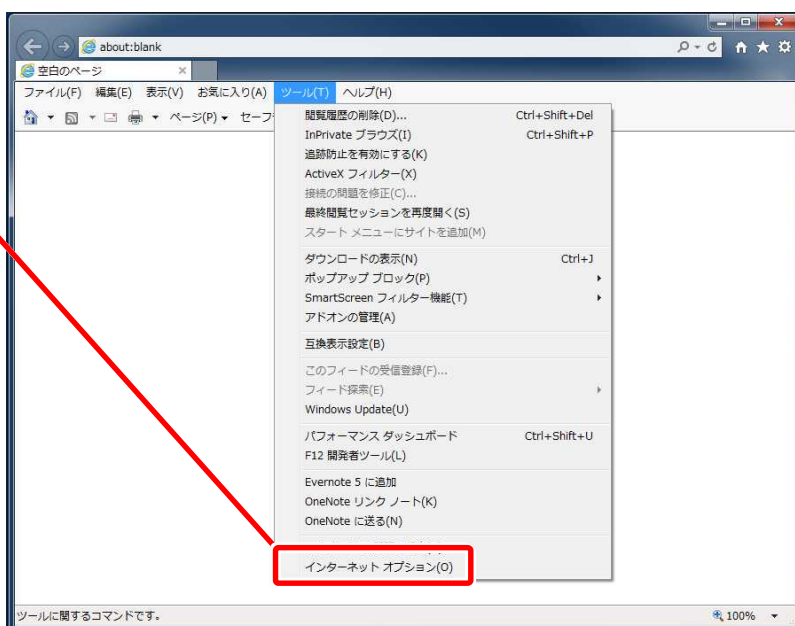 about:blank
空白のページ
ファイル(F) 編集(E) 表示(V) お気に入り(A) ツール(T) ヘルプ(H)
ページ(P) セーフ
閲覧履歴の削除(D)... Ctrl+Shift+Del
InPrivate ブラウズ(I) Ctrl+Shift+P
追跡防止を有効にする(K)
ActiveX フィルター(X)
接続の問題を修正(C)...
最終閲覧セッションを再度開く(S)
スタート メニューにサイトを追加(M)
ダウンロードの表示(N) Ctrl+J
ポップアップ ブロック(P)
SmartScreen フィルター機能(T)
アドオンの管理(A)
互換表示設定(B)
このフィードの受信登録(F)...
フィード探索(E)
Windows Update(U)
パフォーマンス ダッシュボード Ctrl+Shift+U
F12 開発者ツール(L)
Evernote 5 に追加
OneNote リンク ノート(K)
OneNote に送る(N)
インターネット オプション(O)
ツールに関するコマンドです。 100%